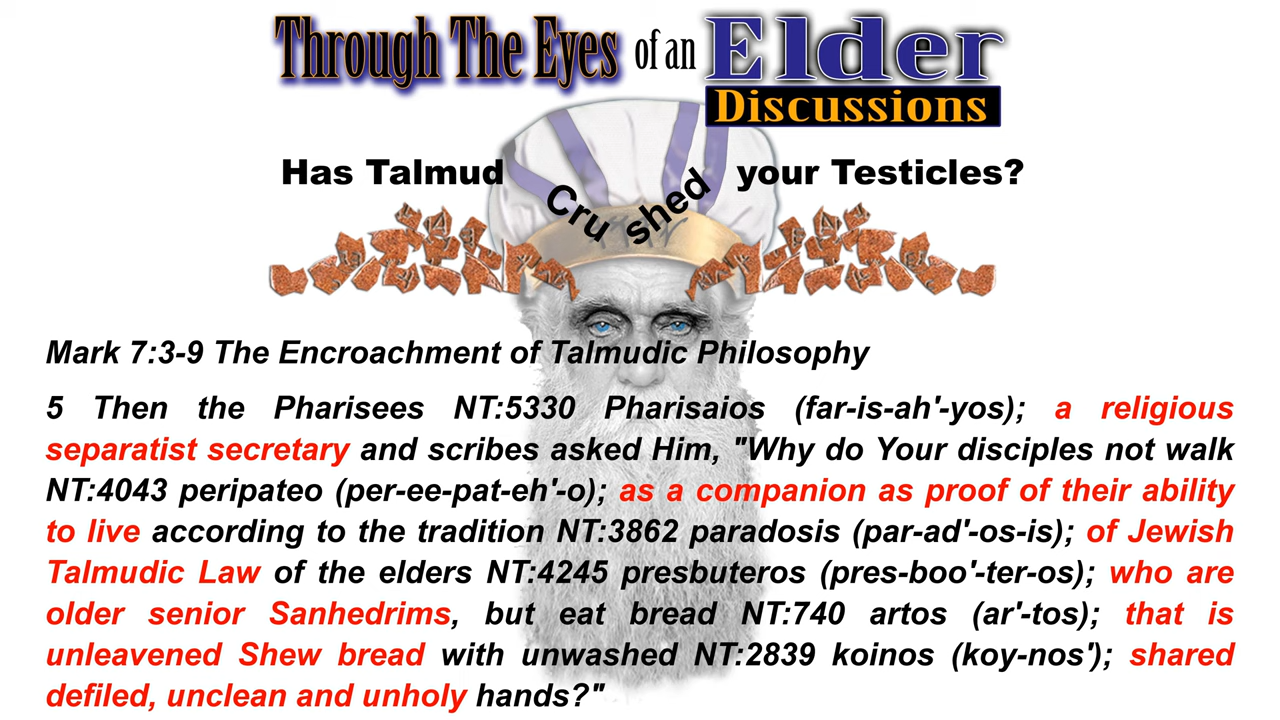 Through The Eyes of an Elder
Discussions
Has Talmud Crushed your Testicles?
Mark 7:3-9 The Encroachment of Talmudic Philosophy
5 Then the Pharisees NT:5330 Pharisaios (far-is-ah'-yos); a religious
separatist secretary and scribes asked Him, "Why do Your disciples not walk
NT:4043 peripateo (per-ee-pat-eh'-o); as a companion as proof of their ability
to live according to the tradition NT:3862 paradosis (par-ad'-os-is); of Jewish
Talmudic Law of the elders NT:4245 presbuteros (pres-boo'-ter-os); who are
older senior Sanhedrims, but eat bread NT:740 artos (ar'-tos); that is
unleavened Shew bread with unwashed NT:2839 koinos (koy-nos'); shared
defiled, unclean and unholy hands?"